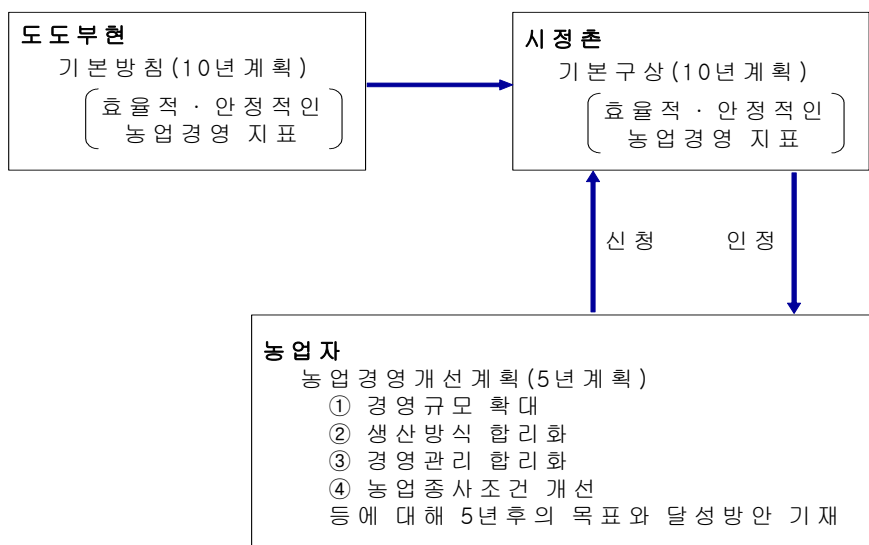 도도부현
기본방침(10년계획)
효율적·안정적인
농업경영 지표
시정촌
기본구상(10년계획)
효율적·안정적인
농업경영 지표
신청
인정
농업자
농업경영개선계획(5년계획)
① 경영규모 확대
② 생산방식 합리화
③ 경영관리 합리화
④ 농업종사조건 개선
등에 대해 5년후의 목표와 달성방안 기재